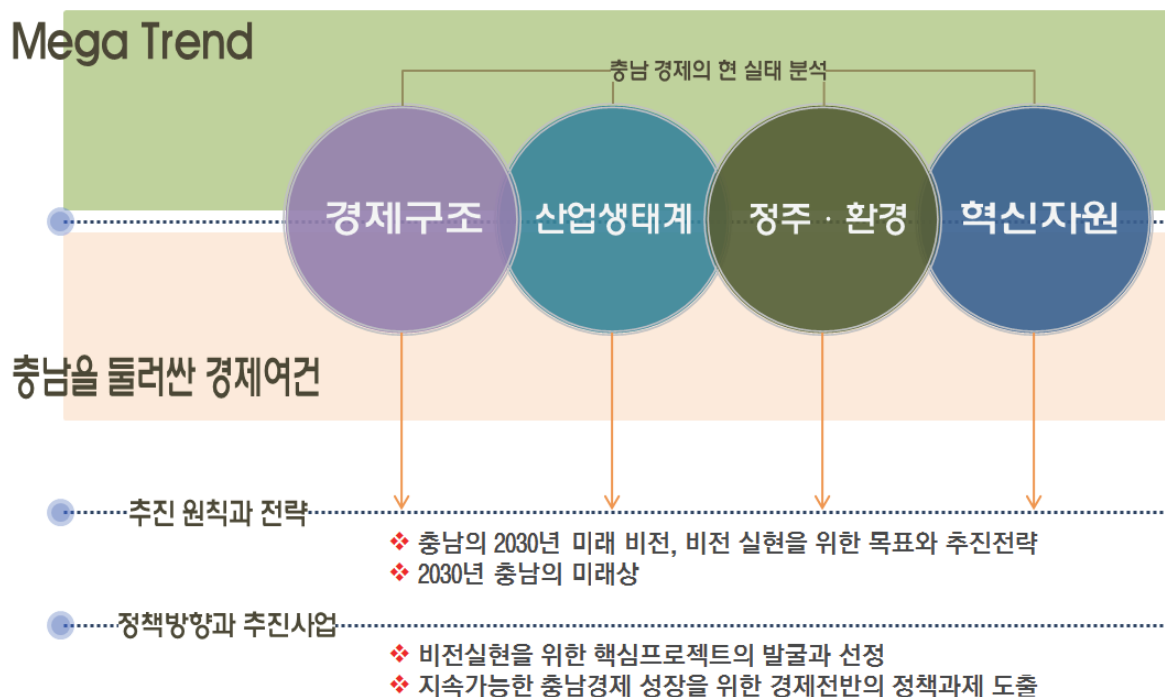 Mega Trend
충남 경제의 현 실태 분석
경제구조
산업생태계
정주 · 환경
혁신자원
충남을 둘러싼 경제여건
추진 원칙과 전략
❖ 충남의 2030년 미래 비전, 비전 실현을 위한 목표와 추진전략
❖ 2030년 충남의 미래상
정책방향과 추진사업
❖ 비전실현을 위한 핵심프로젝트의 발굴과 선정
❖ 지속가능한 충남경제 성장을 위한 경제전반의 정책과제 도출